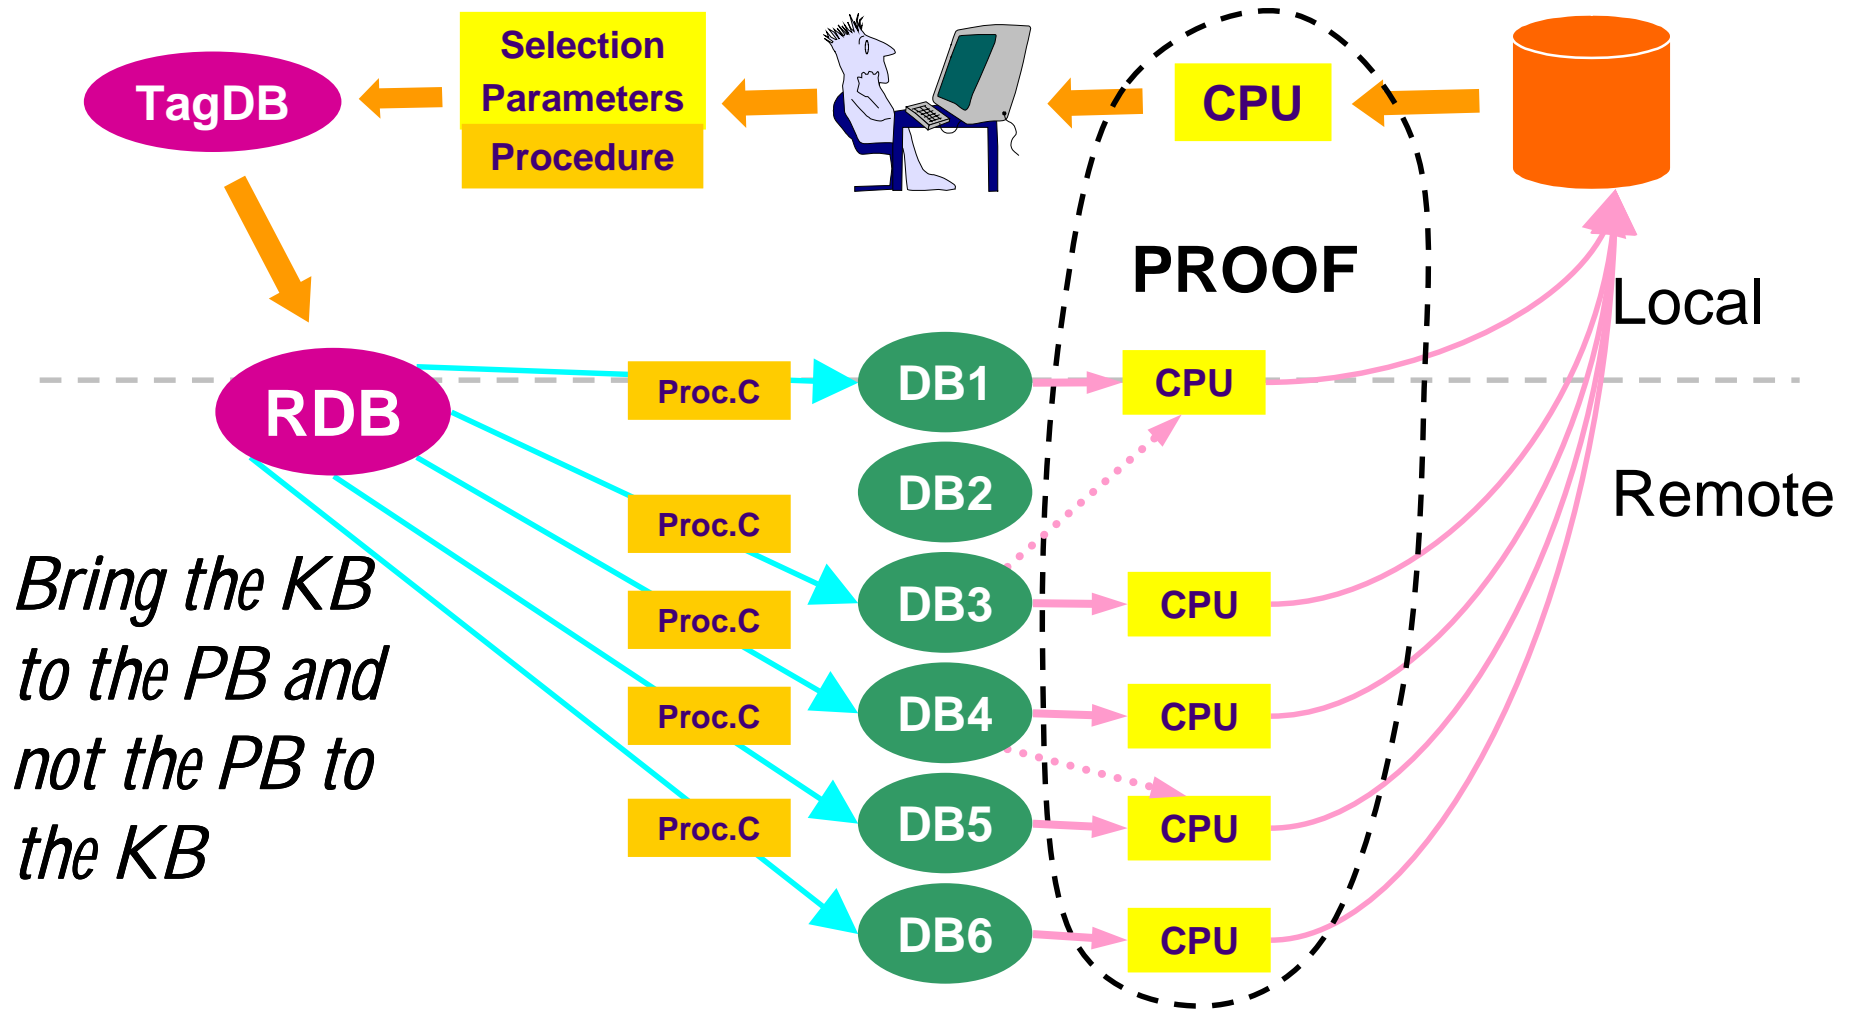 Selection
Parameters
Procedure
TagDB
CPU
PROOF
Local
RDB
Proc.C
DB1
CPU
DB2
Remote
Proc.C
DB3
CPU
Proc.C
DB4
CPU
Proc.C
DB5
CPU
Proc.C
DB6
CPU
Bring the KB
to the PB and
not the PB to
the KB